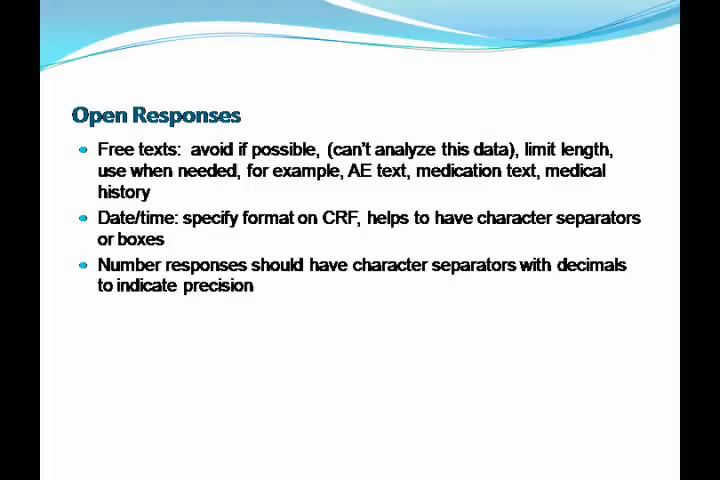 Open Responses
Free texts:  avoid if possible, (can't analyze this data), limit length,
use when needed, for example, AE text, medication text, medical
history
Date/time: specify format on CRF, helps to have character separators
or boxes
Number responses should have character separators with decimals
to indicate precision